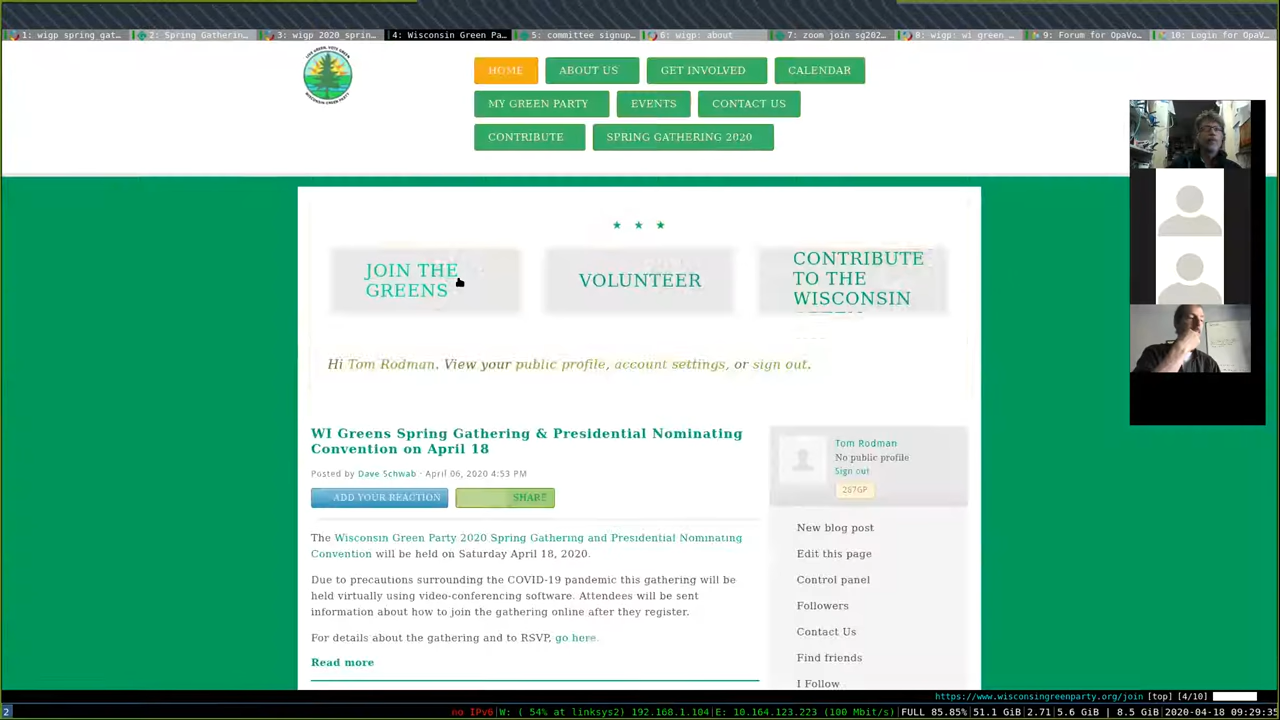 1: wigp spring gat…
2: Spring Gatherin…
3: wigp 2020 sprin…
4: Wisconsin Green Pa…
5: committee signup…
6: wigp: about
7: zoom join sg202…
8: wigp: wi green
9: Forum for OpaVo…
10: Login for OpaV…
HOME
ABOUT US
GET INVOLVED
CALENDAR
MY GREEN PARTY
EVENTS
CONTACT US
CONTRIBUTE
SPRING GATHERING 2020
★ ★ ★
JOIN THE
GREENS
VOLUNTEER
CONTRIBUTE
TO THE
WISCONSIN
Hi Tom Rodman. View your public profile, account settings, or sign out.
WI Greens Spring Gathering & Presidential Nominating
Convention on April 18
Posted by Dave Schwab · April 06, 2020 4:53 PM
ADD YOUR REACTION
SHARE
The Wisconsin Green Party 2020 Spring Gathering and Presidential Nominating
Convention will be held on Saturday April 18, 2020.
Due to precautions surrounding the COVID-19 pandemic this gathering will be
held virtually using video-conferencing software. Attendees will be sent
information about how to join the gathering online after they register.
For details about the gathering and to RSVP, go here.
Read more
Tom Rodman
No public profile
Sign out
287GP
New blog post
Edit this page
Control panel
Followers
Contact Us
Find friends
I Follow
https://www.wisconsingreenparty.org/join [top] [4/10]
2
no IPv6|W: ( 54% at linksys2) 192.168.1.104|E: 10.164.123.223 (100 Mbit/s)|FULL 85.85%|51.1 GiB|2.71|5.6 GiB | 8.5 GiB|2020-04-18 09:29:35